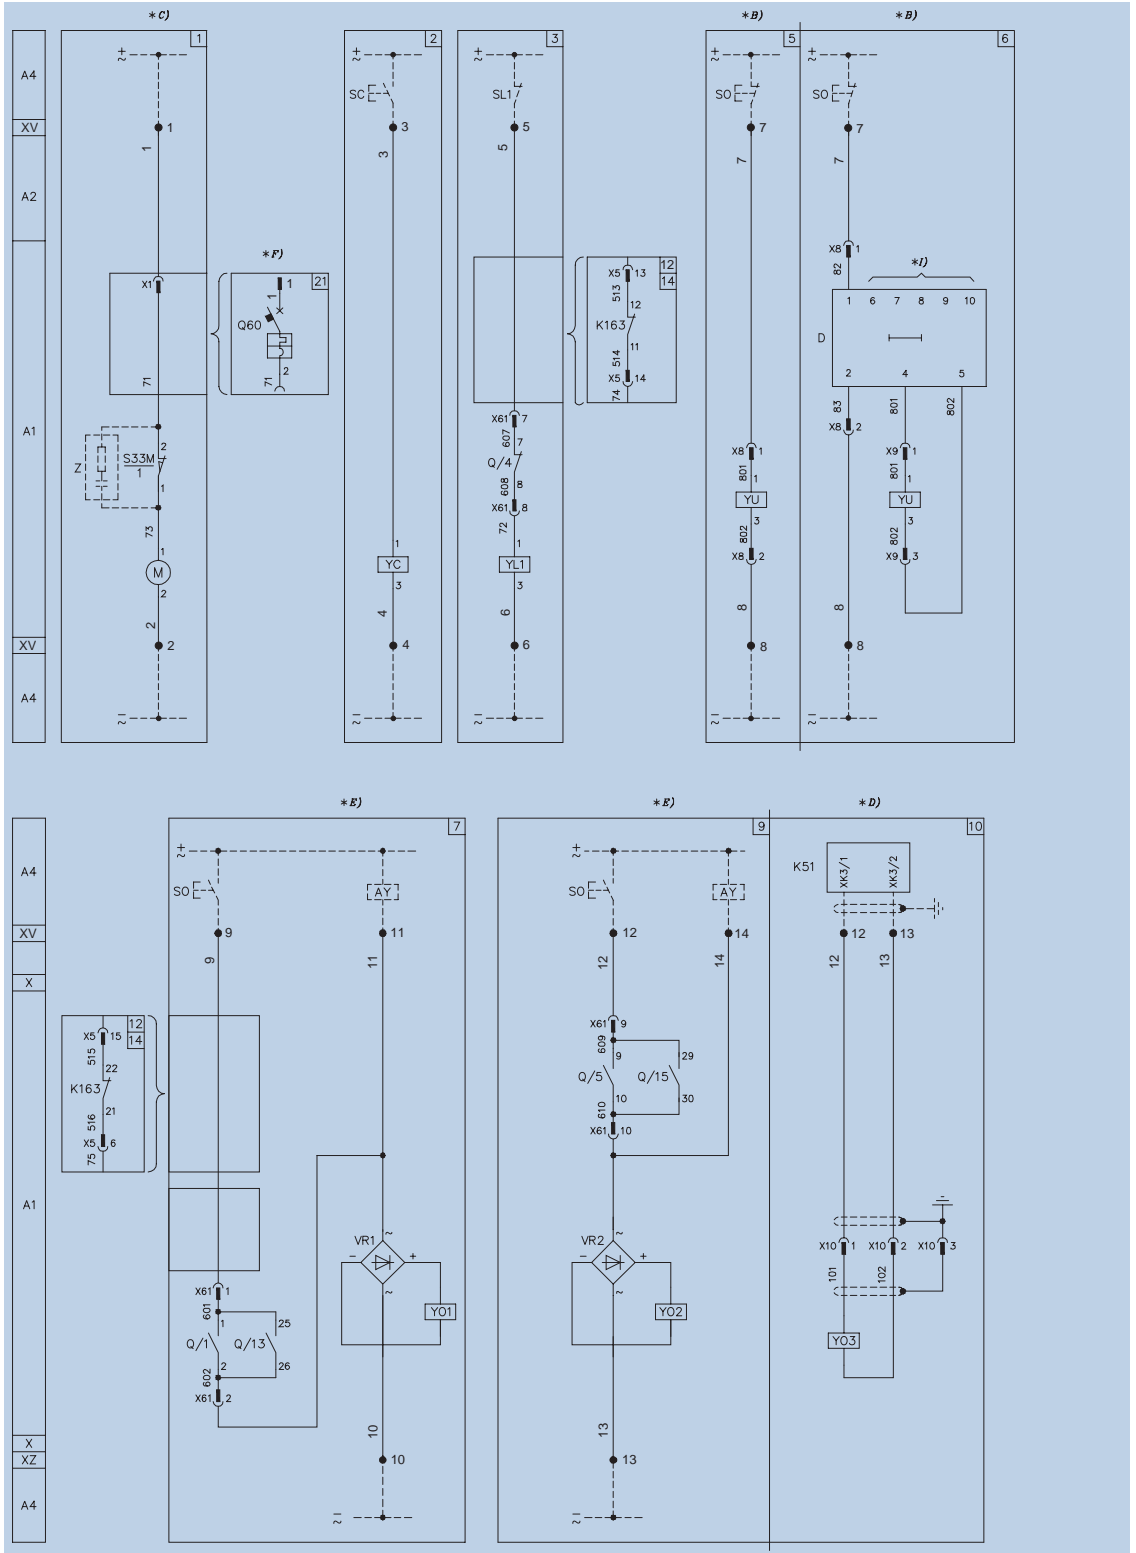 *C)
*B)
*B)
1
2
3
5
6
A4
XV
A2
A1
XV
A4
+
~
1
1
X1
71
2
S33M
1
1
Z
73
1
M
2
2
2
–
~
*F)
21
1
1
Q60
2
71
+
~
SC
3
3
1
YC
3
4
4
–
~
+
~
SL1
5
5
X61 7
607
7
Q/4
8
608
X61 8
72
1
YL1
3
6
6
–
~
12
14
X5 13
513
12
K163
11
514
X5 14
74
+
~
SO
7
7
X8 1
801
1
YU
3
802
X8 2
8
8
–
~
+
~
SO
7
7
X8 1
82
*I)
1 6 7 8 9 10
D
2 4 5
83
801
802
X8 2
X9 1
801
1
YU
3
802
X9 3
8
8
–
~
*E)
*E)
*D)
7
9
10
A4
XV
X
A1
X
XZ
A4
12
14
X5 15
515
22
K163
21
516
X5 6
75
+
~
SO
AY
9
11
9
11
X61 1
601
1
25
Q/1
Q/13
2
26
602
X61 2
VR1
~
–
+
~
YO1
10
10
–
~
+
~
SO
AY
12
14
12
14
X61 9
609
9
29
Q/5
Q/15
10
30
610
X61 10
VR2
~
–
+
~
YO2
13
13
–
~
K51
XK3/1
XK3/2
12
13
12
13
X10 1
X10 2
X10 3
101
102
YO3